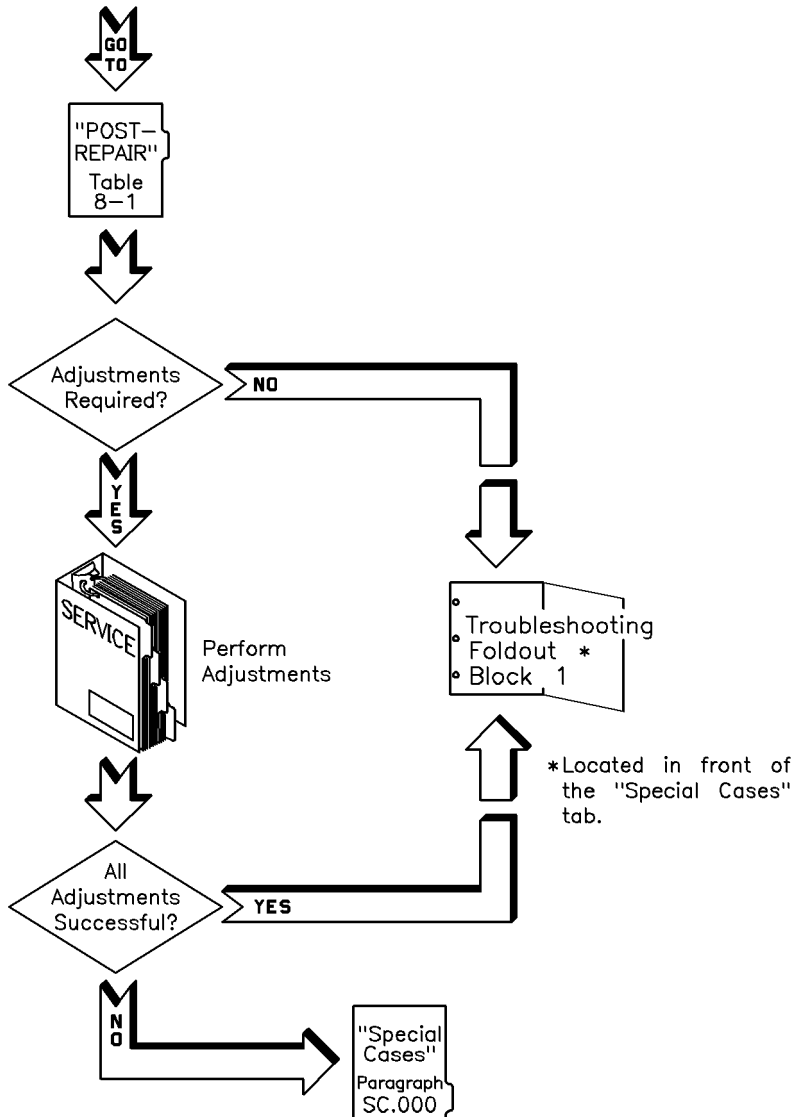 GO
TO
"POST-
REPAIR"
Table
8-1
Adjustments
Required?
NO
YES
SERVICE
Perform
Adjustments
Troubleshooting
Foldout *
Block 1
*Located in front of
the "Special Cases"
tab.
All
Adjustments
Successful?
YES
NO
"Special
Cases"
Paragraph
SC.000